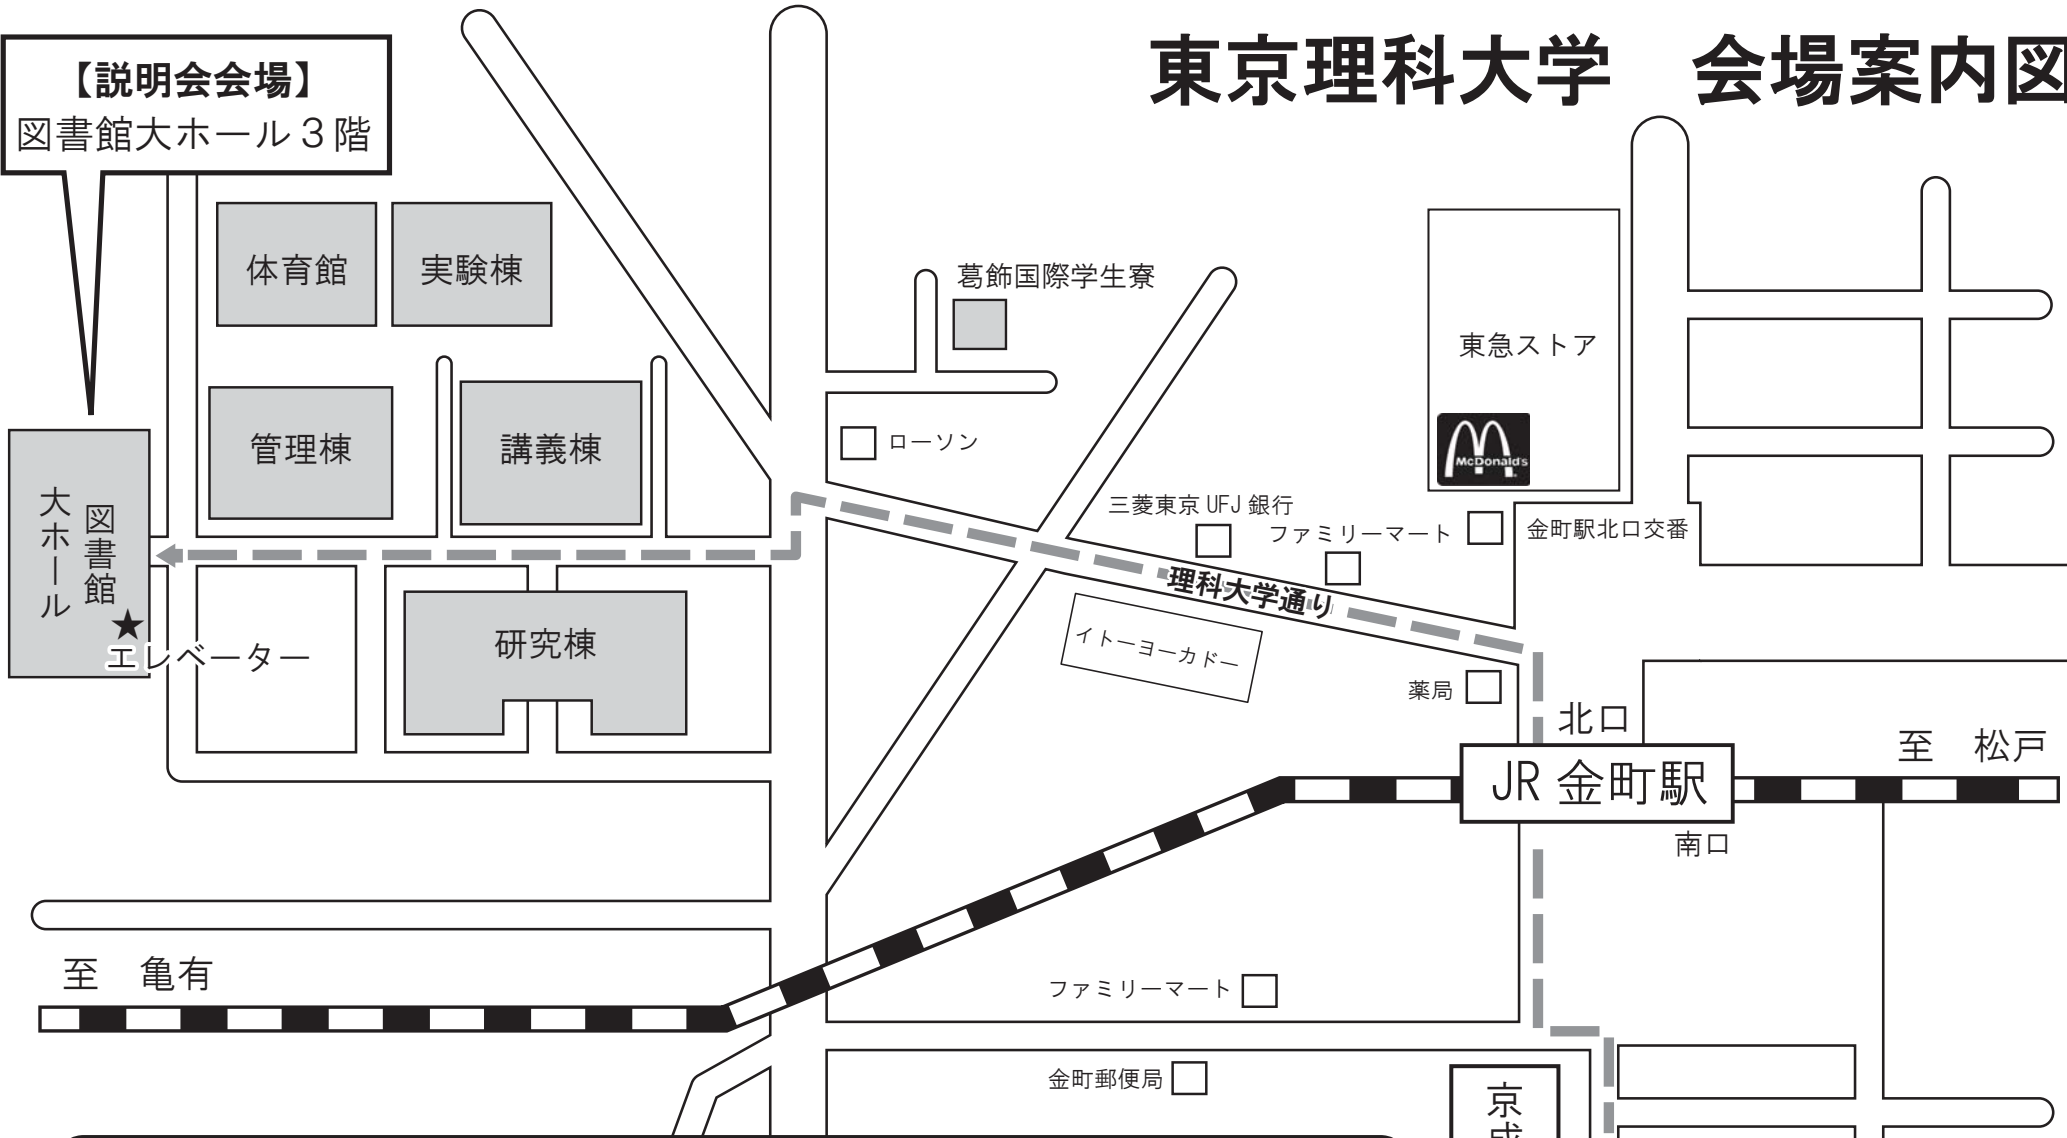 東京理科大学　会場案内図
【説明会会場】
図書館大ホール３階
体育館
実験棟
葛飾国際学生寮
東急ストア
McDonald's
管理棟
講義棟
ローソン
三菱東京 UFJ 銀行
ファミリーマート
金町駅北口交番
図書館
大ホール
★
エレベーター
理科大学通り
イトーヨーカドー
研究棟
薬局
北口
JR 金町駅
至　松戸
南口
至　亀有
ファミリーマート
金町郵便局
京成